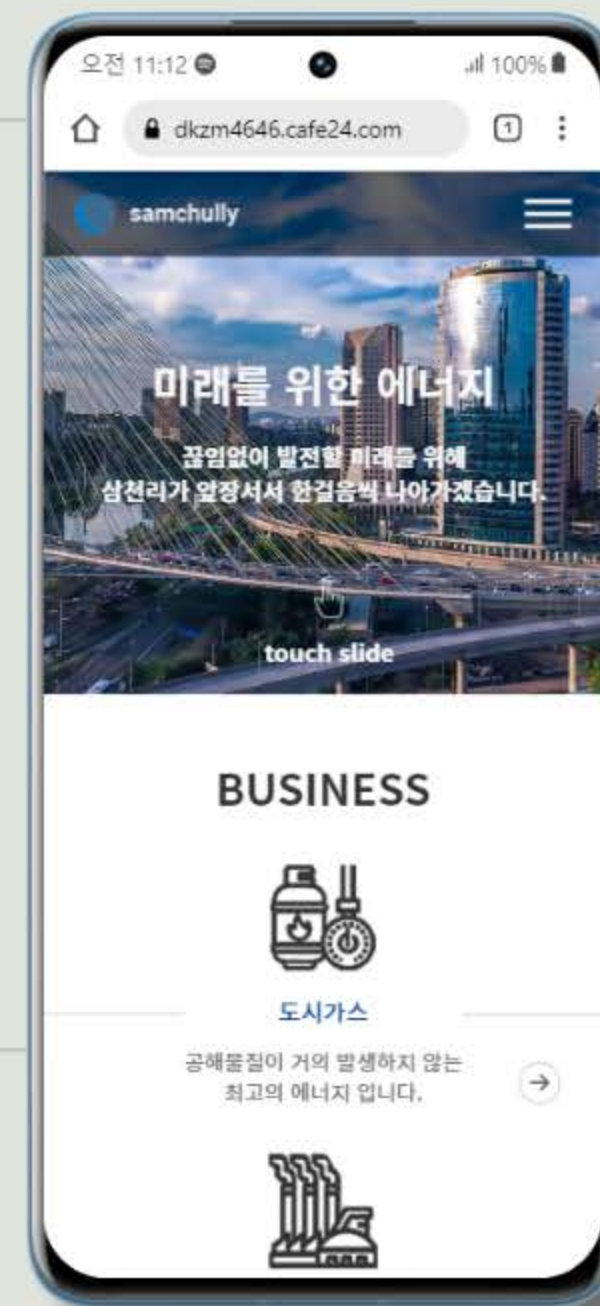 오전 11:12
100%
dkzm4646.cafe24.com
1
samchully
미래를 위한 에너지
끊임없이 발전할 미래를 위해
삼천리가 앞장서서 한걸음씩 나아가겠습니다.
touch slide
BUSINESS
도시가스
공해물질이 거의 발생하지 않는
최고의 에너지 입니다.